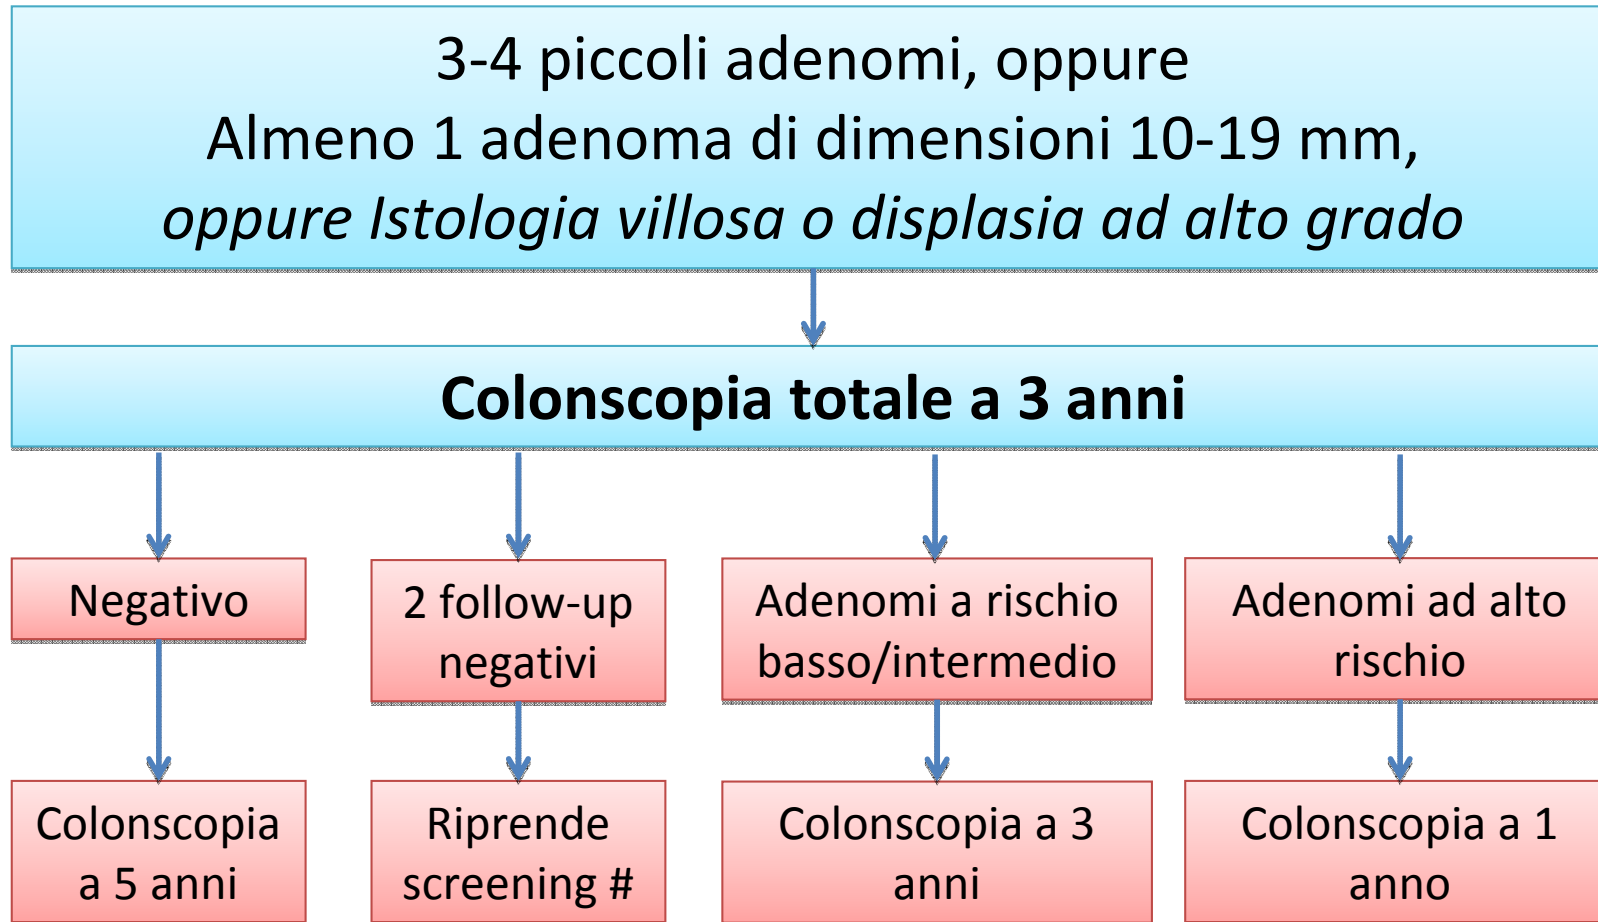 3-4 piccoli adenomi, oppure
Almeno 1 adenoma di dimensioni 10-19 mm,
oppure Istologia villosa o displasia ad alto grado
Colonscopia totale a 3 anni
Negativo
2 follow-up
negativi
Adenomi a rischio
basso/intermedio
Adenomi ad alto
rischio
Colonscopia
a 5 anni
Riprende
screening #
Colonscopia a 3
anni
Colonscopia a 1
anno